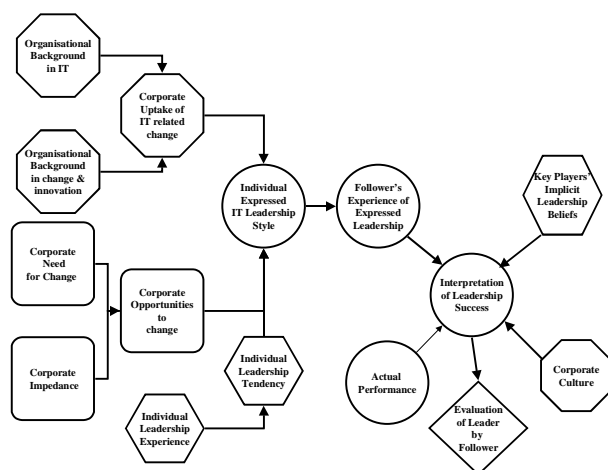 Organisational
Background
in IT
Corporate
Uptake of
IT related
change
Organisational
Background
in change &
innovation
Individual
Expressed
IT Leadership
Style
Follower's
Experience of
Expressed
Leadership
Key Players'
Implicit
Leadership
Beliefs
Corporate
Need
for Change
Corporate
Opportunities
to
change
Interpretation
of Leadership
Success
Corporate
Impedance
Individual
Leadership
Tendency
Actual
Performance
Corporate
Culture
Individual
Leadership
Experience
Evaluation
of Leader
by
Follower